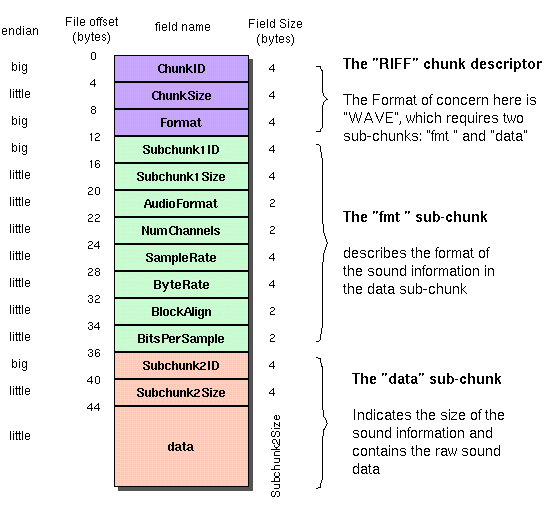 endian
File offset
(bytes)
field name
Field Size
(bytes)
0
big
ChunkID
4
4
little
ChunkSize
4
8
big
Format
4
12
big
Subchunk1ID
4
16
little
Subchunk1Size
4
20
little
AudioFormat
2
22
little
NumChannels
2
24
little
SampleRate
4
28
little
ByteRate
4
32
little
BlockAlign
2
34
little
BitsPerSample
2
36
big
Subchunk2ID
4
40
little
Subchunk2Size
4
44
little
data
Subchunk2Size
The "RIFF" chunk descriptor
The Format of concern here is
"WAVE", which requires two
sub-chunks: "fmt " and "data"
The "fmt " sub-chunk
describes the format of
the sound information in
the data sub-chunk
The "data" sub-chunk
Indicates the size of the
sound information and
contains the raw sound
data